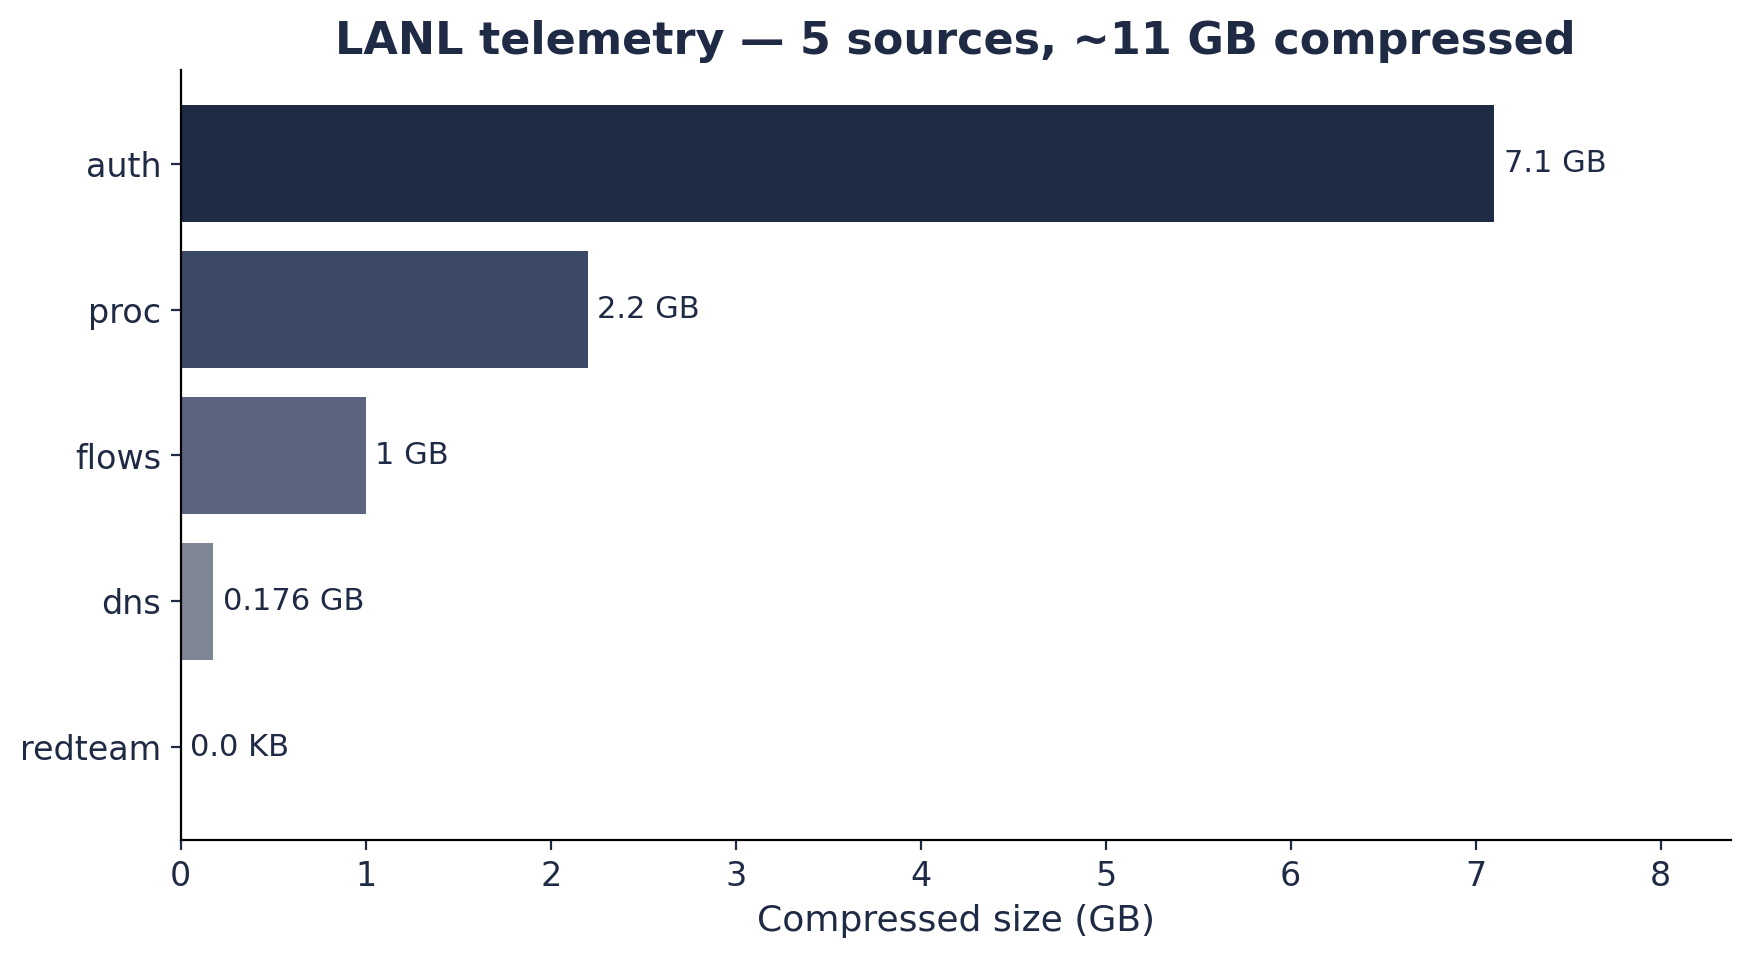 LANL telemetry — 5 sources, ~11 GB compressed
auth
7.1 GB
proc
2.2 GB
flows
1 GB
dns
0.176 GB
redteam
0.0 KB
0 1 2 3 4 5 6 7 8
Compressed size (GB)